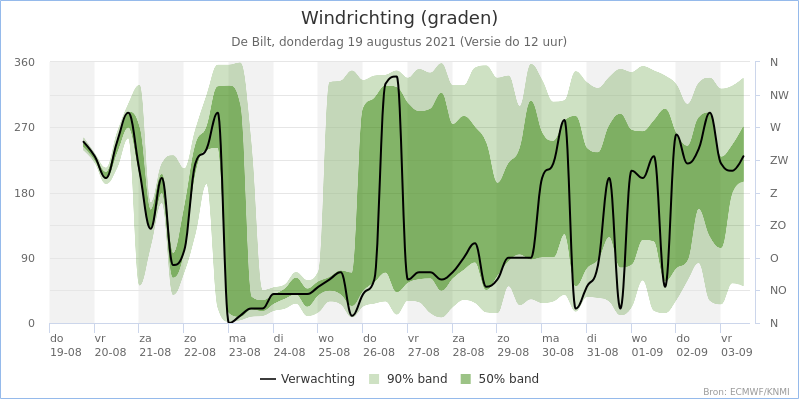 Windrichting (graden)
De Bilt, donderdag 19 augustus 2021 (Versie do 12 uur)
360 N
NW
270 W
ZW
180 Z
ZO
90 O
NO
0 N
do vr za zo ma di wo do vr za zo ma di wo do vr
19-08 20-08 21-08 22-08 23-08 24-08 25-08 26-08 27-08 28-08 29-08 30-08 31-08 01-09 02-09 03-09
Verwachting 90% band 50% band
Bron: ECMWF/KNMI